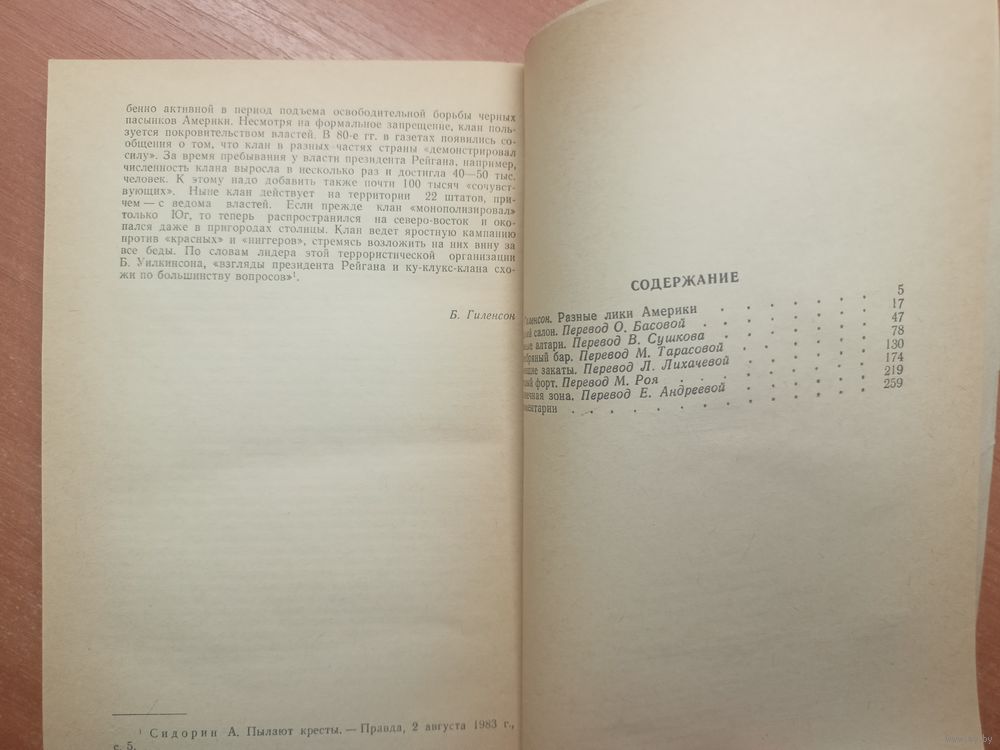 бенно активной в период подъема освободительной борьбы черных
пасынков Америки. Несмотря на формальное запрещение, клан поль-
зуется покровительством властей. В 80-е гг. в газетах появились со-
общения о том, что клан в разных частях страны «демонстрировал
силу». За время пребывания у власти президента Рейгана, например,
численность клана выросла в несколько раз и достигла 40—50 тыс.
человек. К этому надо добавить также почти 100 тысяч «сочувст-
вующих». Ныне клан действует на территории 22 штатов, при-
чем — с ведома властей. Если прежде клан «монополизировал»
только Юг, то теперь распространился на северо-восток и око-
пался даже в пригородах столицы. Клан ведет яростную кампанию
против «красных» и «ниггеров», стремясь возложить на них вину за
все беды. По словам лидера этой террористической организации
Б. Уилкинсона, «взгляды президента Рейгана и ку-клукс-клана схо-
жи по большинству вопросов»¹.
Б. Гиленсон
¹ Сидорин А. Пылают кресты. — Правда, 2 августа 1983 г.,
с. 5.
СОДЕРЖАНИЕ
Разные лики Америки . . . . . . 5
салон. Перевод О. Басовой . . . . . . 17
алтари. Перевод В. Сушкова . . . . . . 47
бар. Перевод М. Тарасовой . . . . . . 78
закаты. Перевод Л. Лихачевой . . . . . . 130
форт. Перевод М. Роя . . . . . . 174
зона. Перевод Е. Андреевой . . . . . . 219
ментарии . . . . . . 259